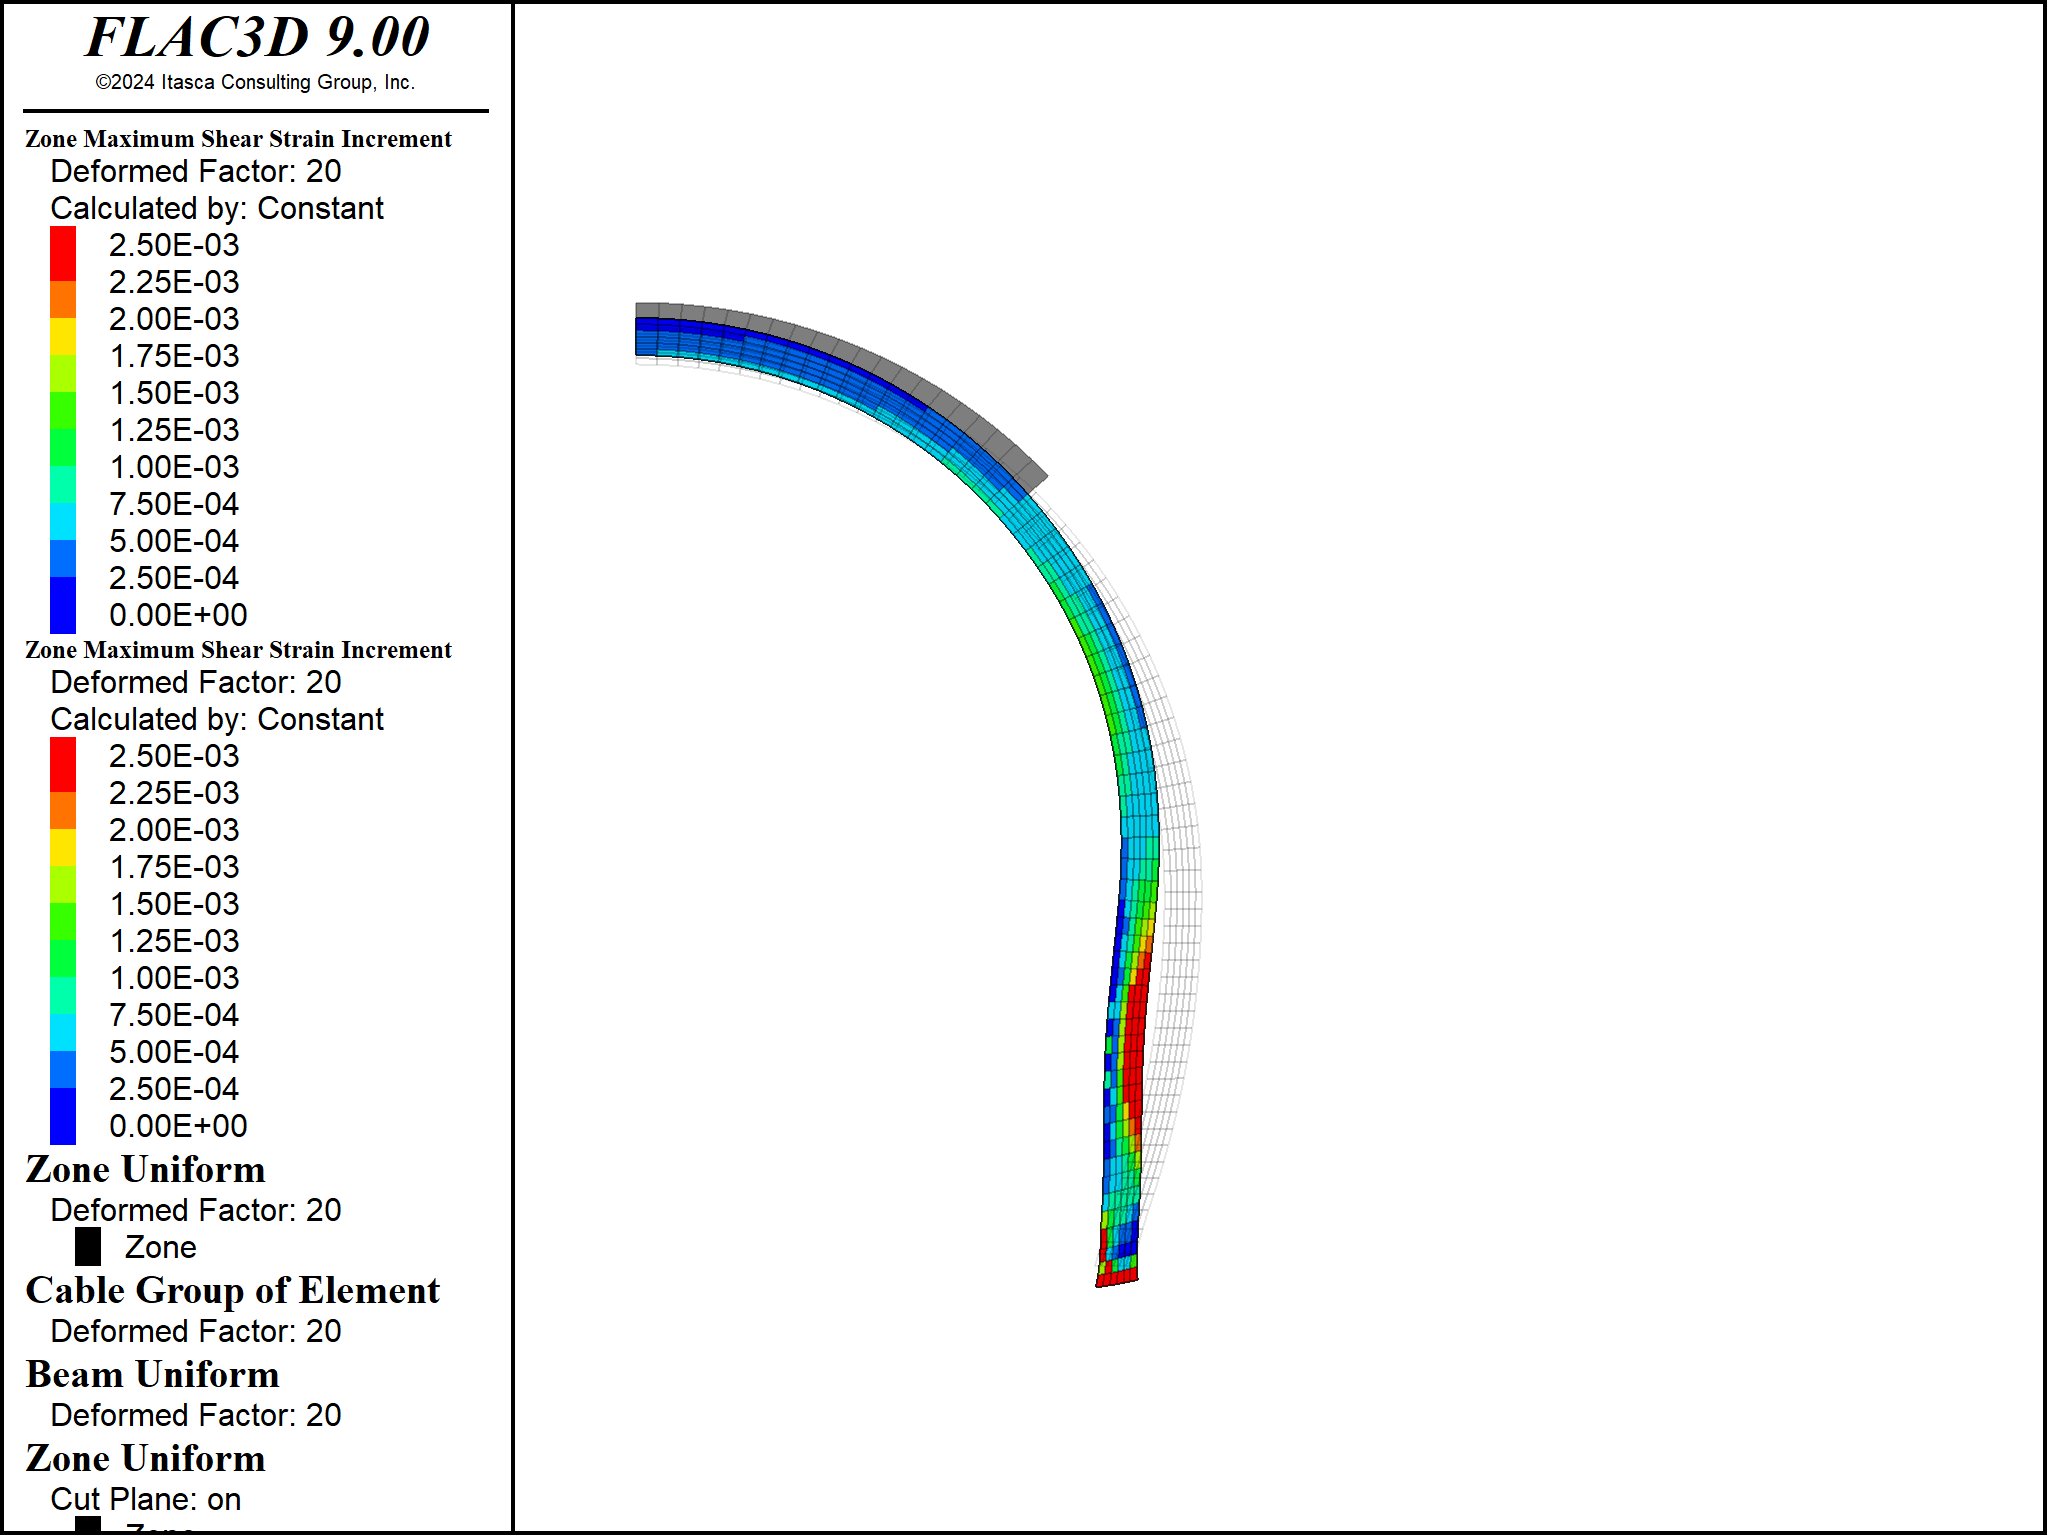 FLAC3D 9.00
©2024 Itasca Consulting Group, Inc.
Zone Maximum Shear Strain Increment
Deformed Factor: 20
Calculated by: Constant
2.50E-03
2.25E-03
2.00E-03
1.75E-03
1.50E-03
1.25E-03
1.00E-03
7.50E-04
5.00E-04
2.50E-04
0.00E+00
Zone Maximum Shear Strain Increment
Deformed Factor: 20
Calculated by: Constant
2.50E-03
2.25E-03
2.00E-03
1.75E-03
1.50E-03
1.25E-03
1.00E-03
7.50E-04
5.00E-04
2.50E-04
0.00E+00
Zone Uniform
Deformed Factor: 20
Zone
Cable Group of Element
Deformed Factor: 20
Beam Uniform
Deformed Factor: 20
Zone Uniform
Cut Plane: on